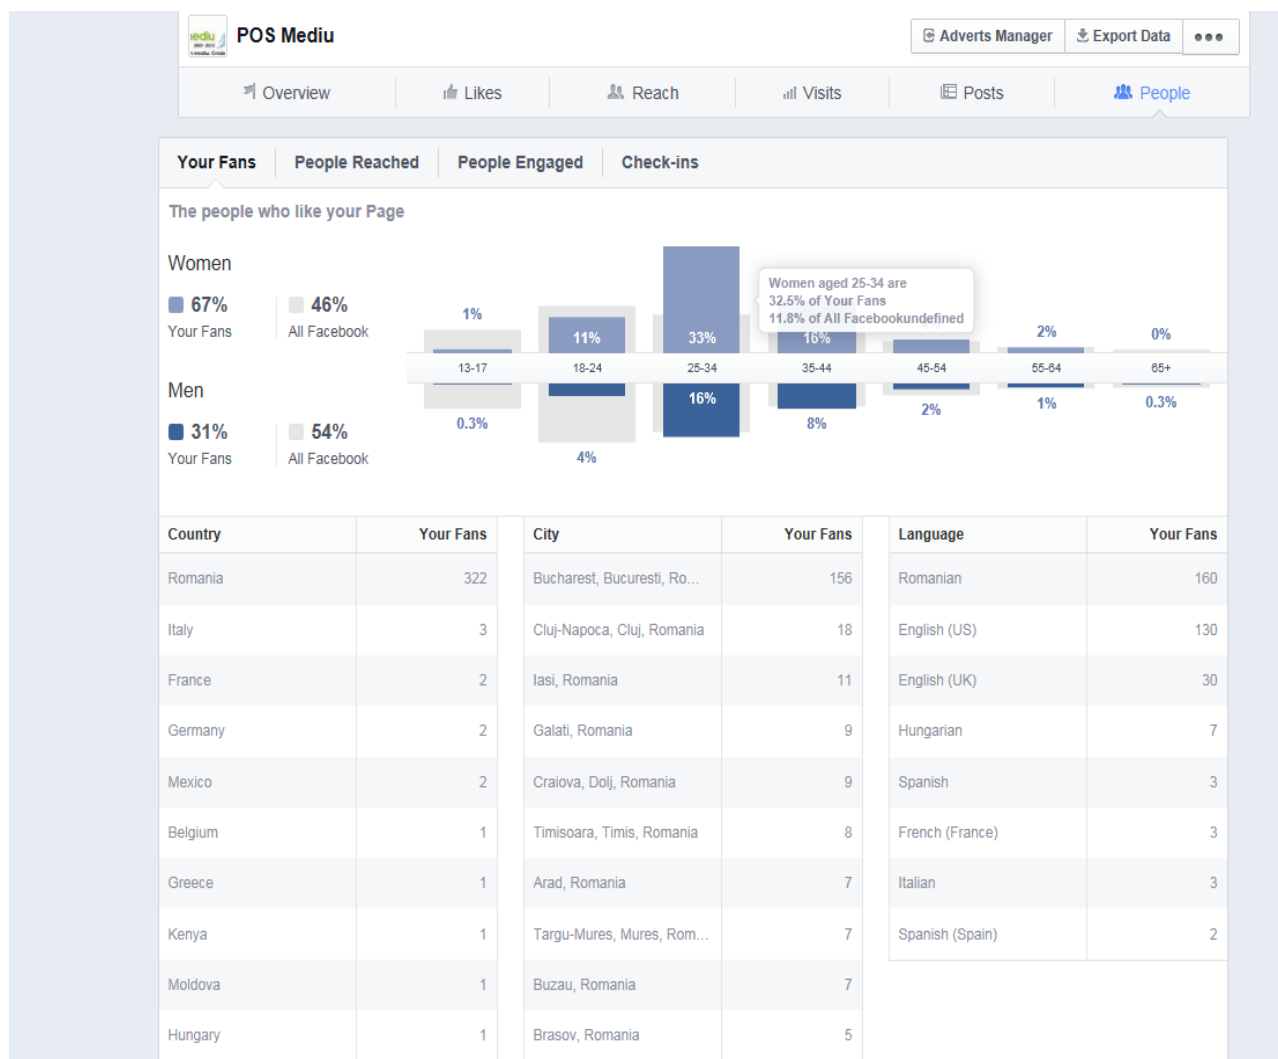 POS Mediu
Adverts Manager
Export Data
Overview
Likes
Reach
Visits
Posts
People
Your Fans
People Reached
People Engaged
Check-ins
The people who like your Page
Women
67%
46%
Your Fans
All Facebook
Men
31%
54%
Your Fans
All Facebook
Women aged 25-34 are
32.5% of Your Fans
11.8% of All Facebookundefined
1%
11%
33%
16%
2%
0%
13-17
18-24
25-34
35-44
45-54
55-64
65+
0.3%
4%
16%
8%
2%
1%
0.3%
Country Your Fans
Romania 322
Italy 3
France 2
Germany 2
Mexico 2
Belgium 1
Greece 1
Kenya 1
Moldova 1
Hungary 1
City Your Fans
Bucharest, Bucuresti, Ro... 156
Cluj-Napoca, Cluj, Romania 18
Iasi, Romania 11
Galati, Romania 9
Craiova, Dolj, Romania 9
Timisoara, Timis, Romania 8
Arad, Romania 7
Targu-Mures, Mures, Rom... 7
Buzau, Romania 7
Brasov, Romania 5
Language Your Fans
Romanian 160
English (US) 130
English (UK) 30
Hungarian 7
Spanish 3
French (France) 3
Italian 3
Spanish (Spain) 2